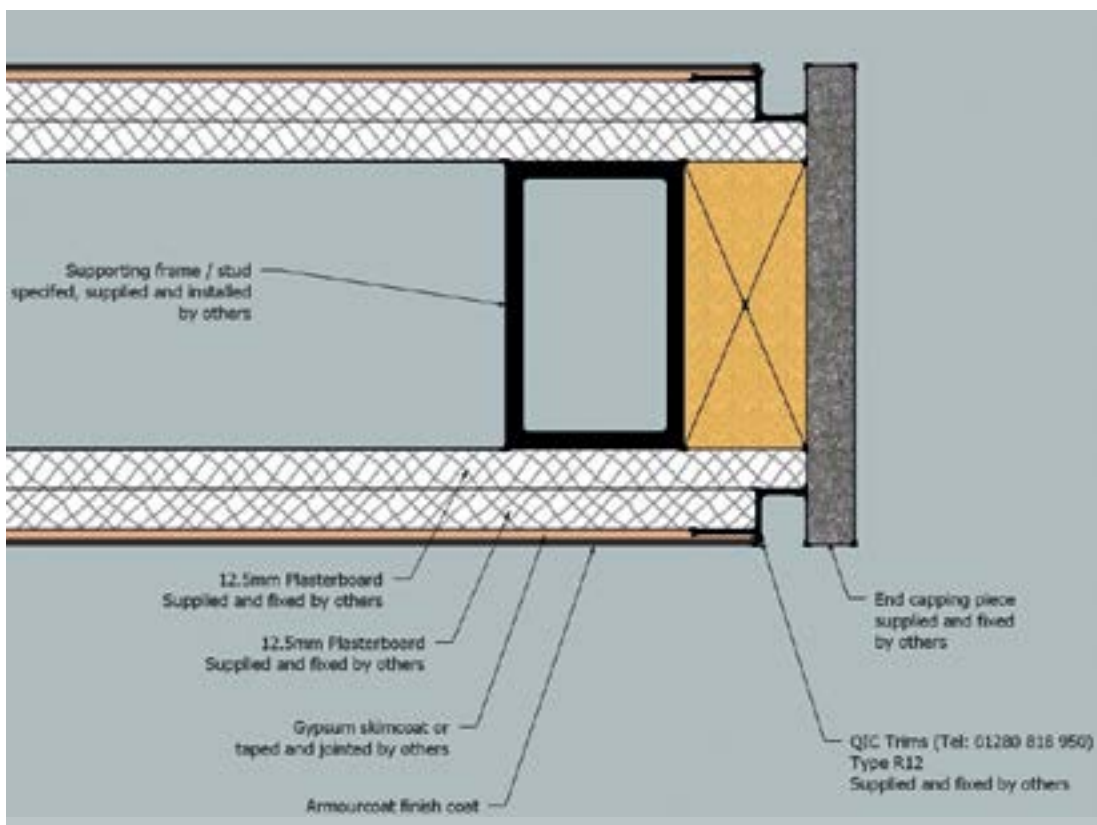 Supporting frame / stud
specifed, supplied and installed
by others
12.5mm Plasterboard
Supplied and fixed by others
12.5mm Plasterboard
Supplied and fixed by others
Gypsum skimcoat or
taped and jointed by others
Armourcoat finish coat
End capping piece
supplied and fixed
by others
QIC Trims (Tel: 01280 818 950)
Type R12
Supplied and fixed by others